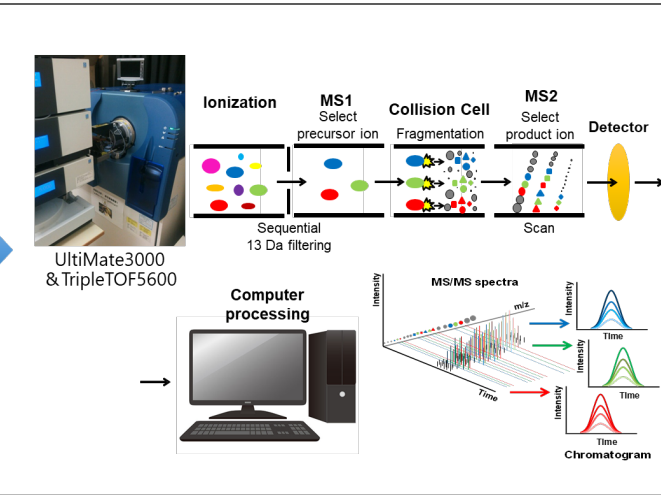 Ionization
MS1
Select
precursor ion
Collision Cell
Fragmentation
MS2
Select
product ion
Detector
Sequential
13 Da filtering
Scan
UltiMate3000
& TripleTOF5600
Computer
processing
MS/MS spectra
Intensity
m/z
Time
Intensity
Time
Intensity
Time
Intensity
Time
Chromatogram